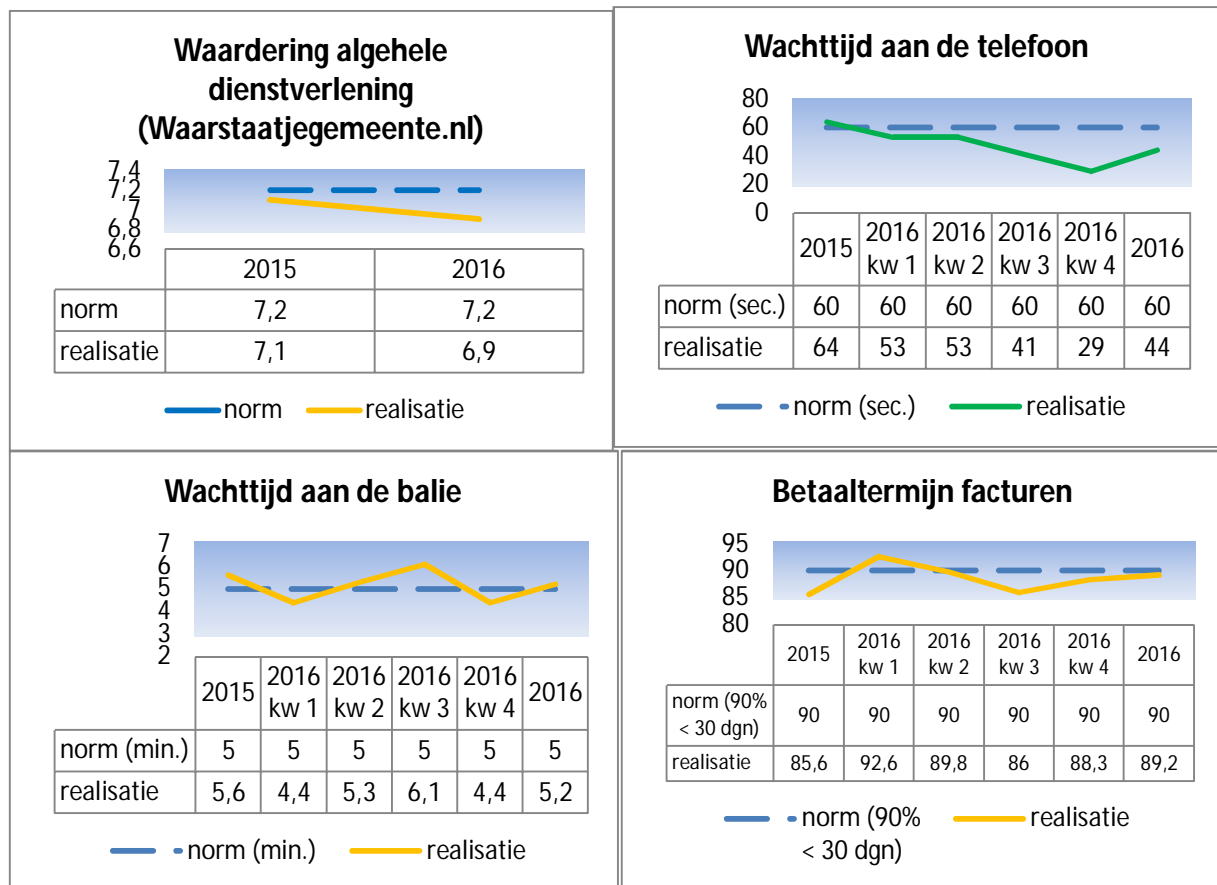 Waardering algehele
dienstverlening
(Waarstaatjegemeente.nl)
7,4
7,2
7
6,8
6,6
2015 2016
norm 7,2 7,2
realisatie 7,1 6,9
norm realisatie
Wachttijd aan de telefoon
80
60
40
20
0
2015 2016 kw 1 2016 kw 2 2016 kw 3 2016 kw 4 2016
norm (sec.) 60 60 60 60 60 60
realisatie 64 53 53 41 29 44
norm (sec.) realisatie
Wachttijd aan de balie
7
6
5
4
3
2
2015 2016 kw 1 2016 kw 2 2016 kw 3 2016 kw 4 2016
norm (min.) 5 5 5 5 5 5
realisatie 5,6 4,4 5,3 6,1 4,4 5,2
norm (min.) realisatie
Betaaltermijn facturen
95
90
85
80
2015 2016 kw 1 2016 kw 2 2016 kw 3 2016 kw 4 2016
norm (90% < 30 dgn) 90 90 90 90 90 90
realisatie 85,6 92,6 89,8 86 88,3 89,2
norm (90% < 30 dgn) realisatie